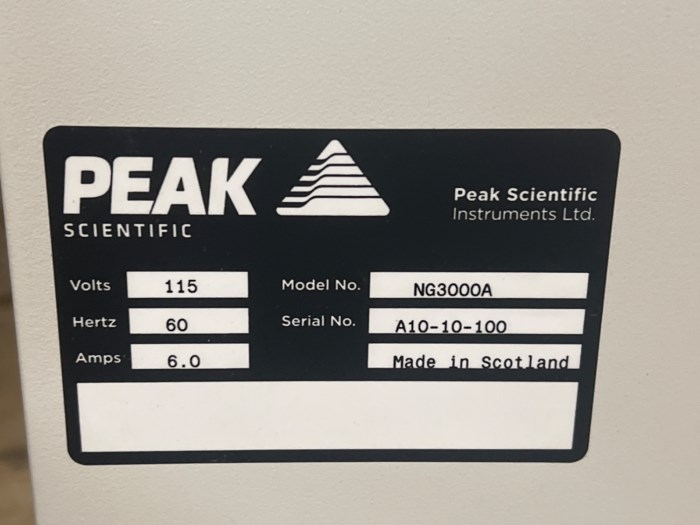 PEAK
SCIENTIFIC
Peak Scientific
Instruments Ltd.
Volts 115 Model No. NG3000A
Hertz 60 Serial No. A10-10-100
Amps 6.0 Made in Scotland